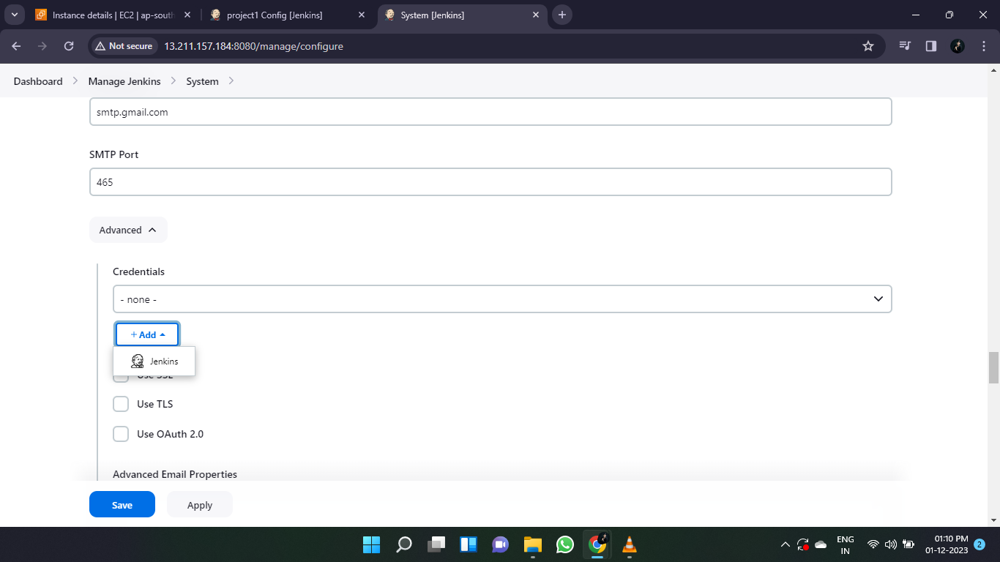 Instance details | EC2 | ap-south
project1 Config [Jenkins]
System [Jenkins]
Not secure
13.211.157.184:8080/manage/configure
Dashboard
Manage Jenkins
System
smtp.gmail.com
SMTP Port
465
Advanced
Credentials
- none -
+ Add
Jenkins
Use SSL
Use TLS
Use OAuth 2.0
Advanced Email Properties
Save
Apply
ENG
IN
01:10 PM
01-12-2023
2